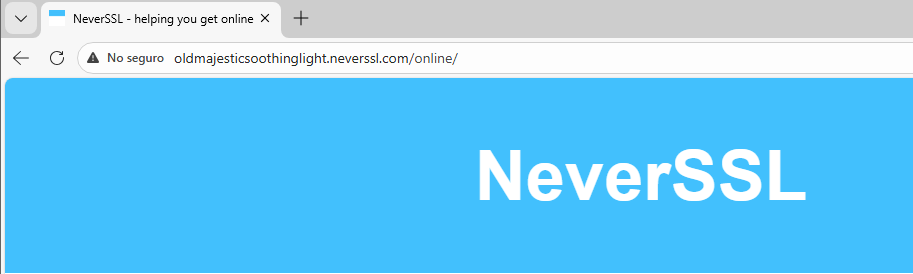 NeverSSL - helping you get online
No seguro oldmajesticsoothinglight.neverssl.com/online/
NeverSSL